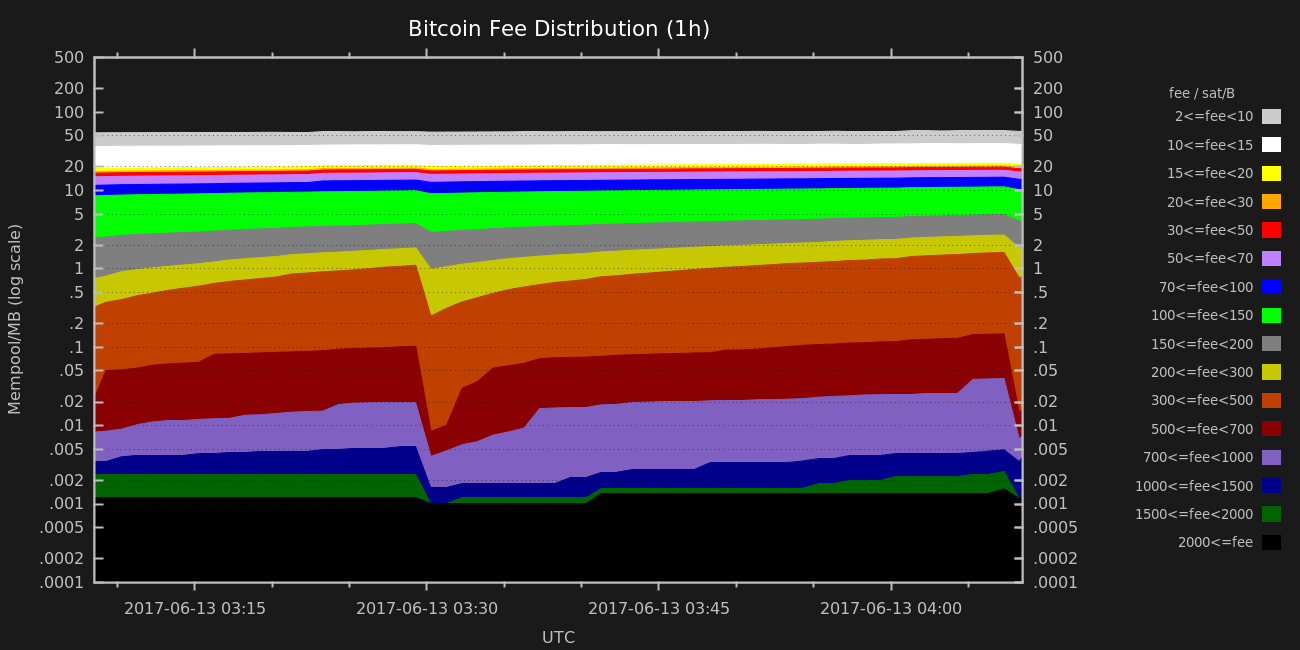 Bitcoin Fee Distribution (1h)
500
200
100
50
20
10
5
2
1
.5
.2
.1
.05
.02
.01
.005
.002
.001
.0005
.0002
.0001
Mempool/MB (log scale)
500
200
100
50
20
10
5
2
1
.5
.2
.1
.05
.02
.01
.005
.002
.001
.0005
.0002
.0001
2017-06-13 03:15 2017-06-13 03:30 2017-06-13 03:45 2017-06-13 04:00
UTC
fee / sat/B
2<=fee<10
10<=fee<15
15<=fee<20
20<=fee<30
30<=fee<50
50<=fee<70
70<=fee<100
100<=fee<150
150<=fee<200
200<=fee<300
300<=fee<500
500<=fee<700
700<=fee<1000
1000<=fee<1500
1500<=fee<2000
2000<=fee